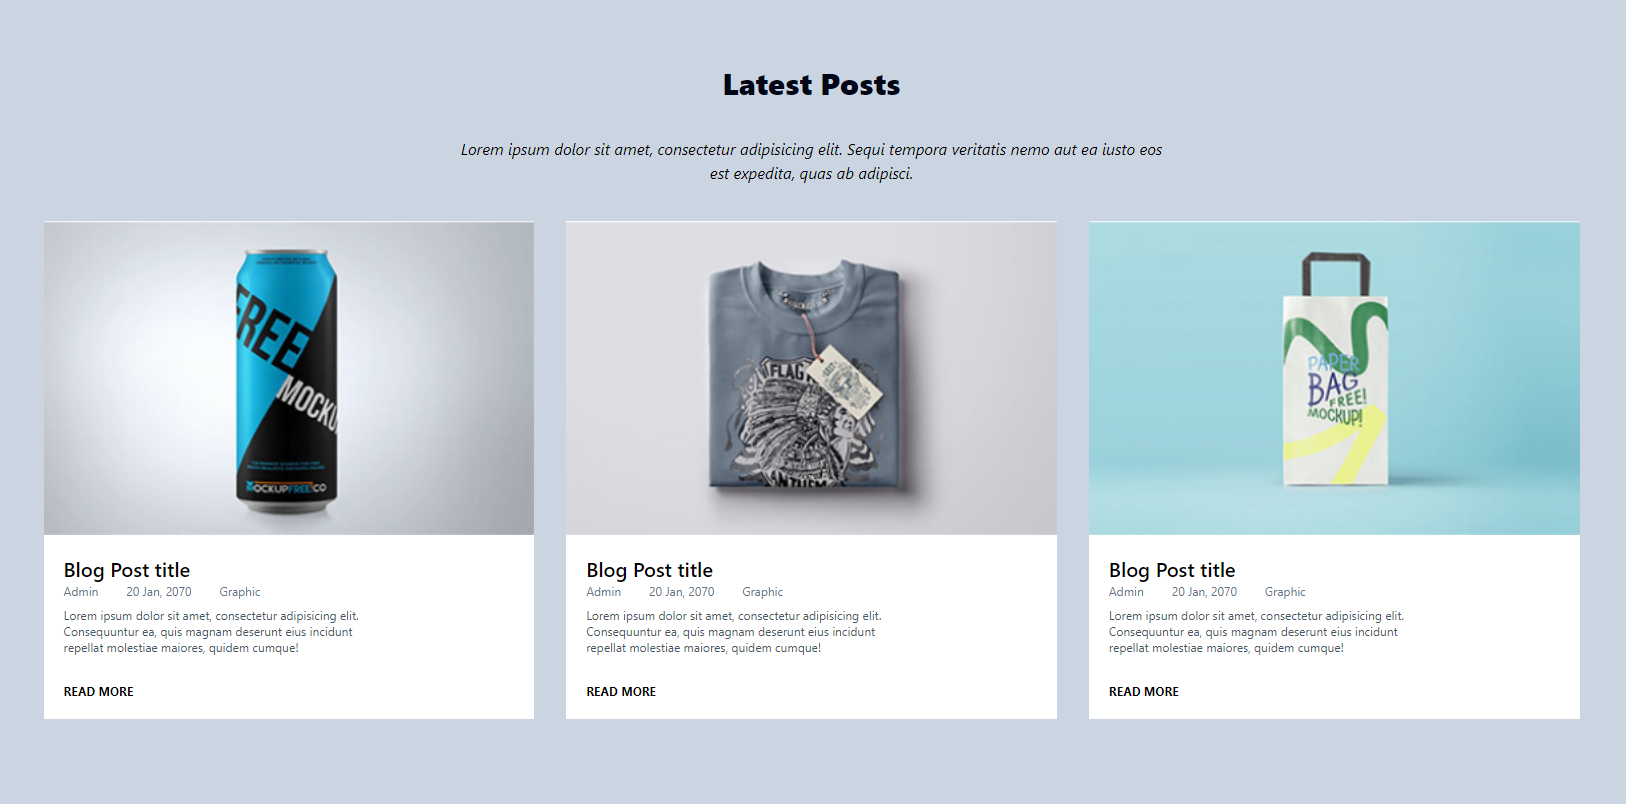 Latest Posts
Lorem ipsum dolor sit amet, consectetur adipisicing elit. Sequi tempora veritatis nemo aut ea iusto eos
est expedita, quas ab adipisci.
FREE
MOCKU
MOCKUPFREE.CO
FLAG
ANTHEM
PAPER
BAG
FREE!
MOCKUP!
Blog Post title
Admin 20 Jan, 2070 Graphic
Lorem ipsum dolor sit amet, consectetur adipisicing elit.
Consequuntur ea, quis magnam deserunt eius incidunt
repellat molestiae maiores, quidem cumque!
READ MORE
Blog Post title
Admin 20 Jan, 2070 Graphic
Lorem ipsum dolor sit amet, consectetur adipisicing elit.
Consequuntur ea, quis magnam deserunt eius incidunt
repellat molestiae maiores, quidem cumque!
READ MORE
Blog Post title
Admin 20 Jan, 2070 Graphic
Lorem ipsum dolor sit amet, consectetur adipisicing elit.
Consequuntur ea, quis magnam deserunt eius incidunt
repellat molestiae maiores, quidem cumque!
READ MORE